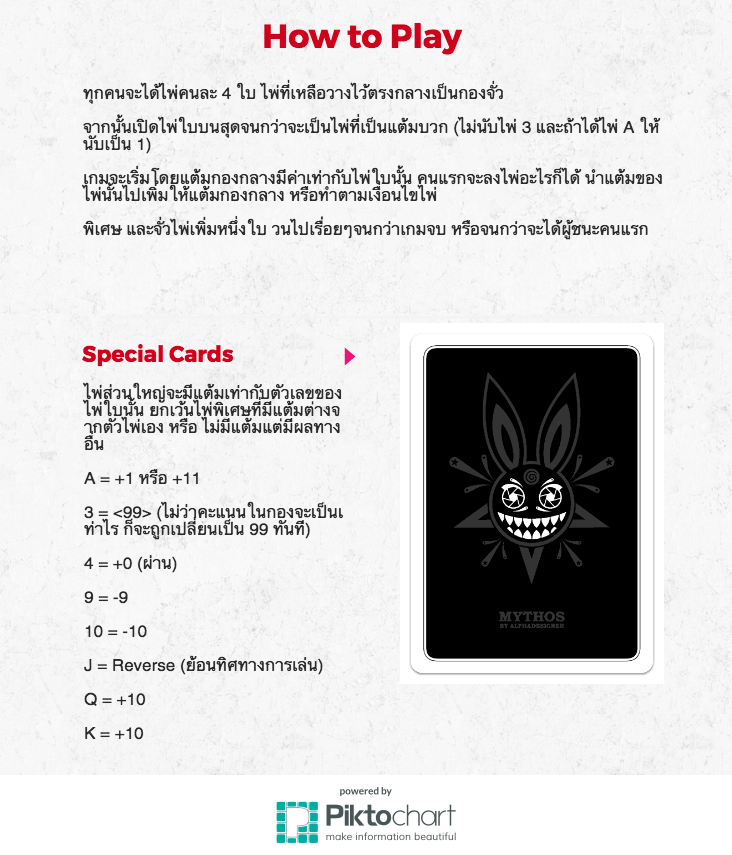 How to Play
ทุกคนจะได้ไพ่คนละ 4 ใบ ไพ่ที่เหลือวางไว้ตรงกลางเป็นกองจั่ว
จากนั้นเปิดไพ่ใบบนสุดจนกว่าจะเป็นไพ่ที่เป็นแต้มบวก (ไม่นับไพ่ 3 และถ้าได้ไพ่ A ให้
นับเป็น 1)
เกมจะเริ่มโดยแต้มกองกลางมีค่าเท่ากับไพ่ใบนั้น คนแรกจะลงไพ่อะไรก็ได้ นำแต้มของ
ไพ่นั้นไปเพิ่มให้แต้มกองกลาง หรือทำตามเงื่อนไขไพ่
พิเศษ และจั่วไพ่เพิ่มหนึ่งใบ วนไปเรื่อยๆจนกว่าเกมจบ หรือจนกว่าจะได้ผู้ชนะคนแรก
Special Cards
ไพ่ส่วนใหญ่จะมีแต้มเท่ากับตัวเลขของ
ไพ่ใบนั้น ยกเว้นไพ่พิเศษที่มีแต้มต่างจ
ากตัวไพ่เอง หรือ ไม่มีแต้มแต่มีผลทาง
อื่น
A = +1 หรือ +11
3 = <99> (ไม่ว่าคะแนนในกองจะเป็นเ
ท่าไร ก็จะถูกเปลี่ยนเป็น 99 ทันที)
4 = +0 (ผ่าน)
9 = -9
10 = -10
J = Reverse (ย้อนทิศทางการเล่น)
Q = +10
K = +10
MYTHOS
BY ALPHADESIGNER
powered by
Piktochart
make information beautiful